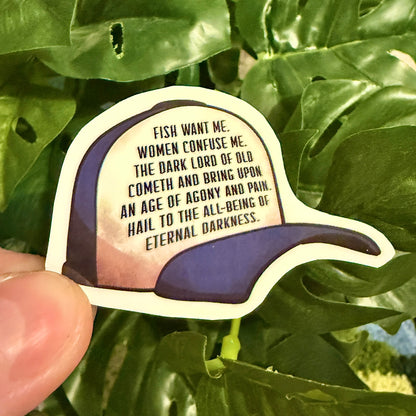 FISH WANT ME.
WOMEN CONFUSE ME.
THE DARK LORD OF OLD
COMETH AND BRING UPON
AN AGE OF AGONY AND PAIN.
HAIL TO THE ALL-BEING OF
ETERNAL DARKNESS.